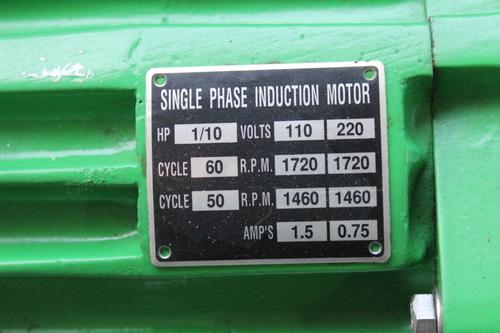 SINGLE PHASE INDUCTION MOTOR
HP 1/10 VOLTS 110 220
CYCLE 60 R.P.M. 1720 1720
CYCLE 50 R.P.M. 1460 1460
AMP'S 1.5 0.75